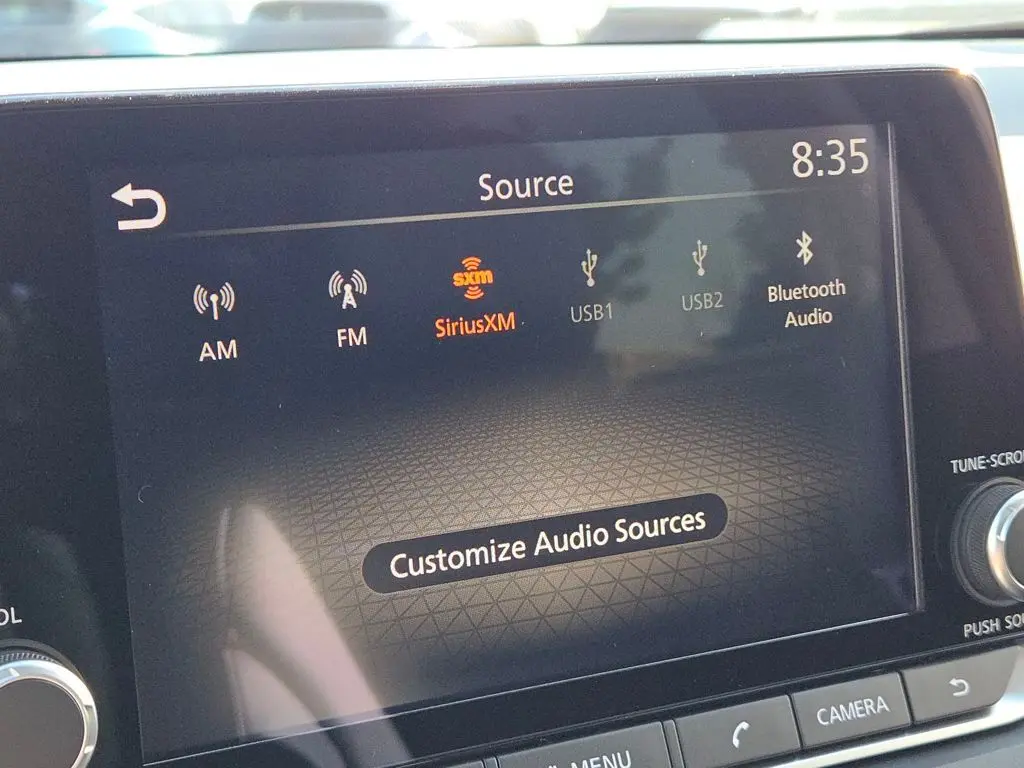 Source
8:35
sxm
AM
FM
SiriusXM
USB1
USB2
Bluetooth
Audio
Customize Audio Sources
TUNE-SCRO
OL
PUSH SO
MENU
CAMERA